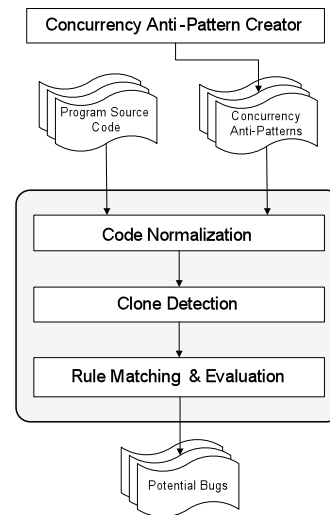 Concurrency Anti-Pattern Creator
Program Source
Code
Concurrency
Anti-Patterns
Code Normalization
Clone Detection
Rule Matching & Evaluation
Potential Bugs